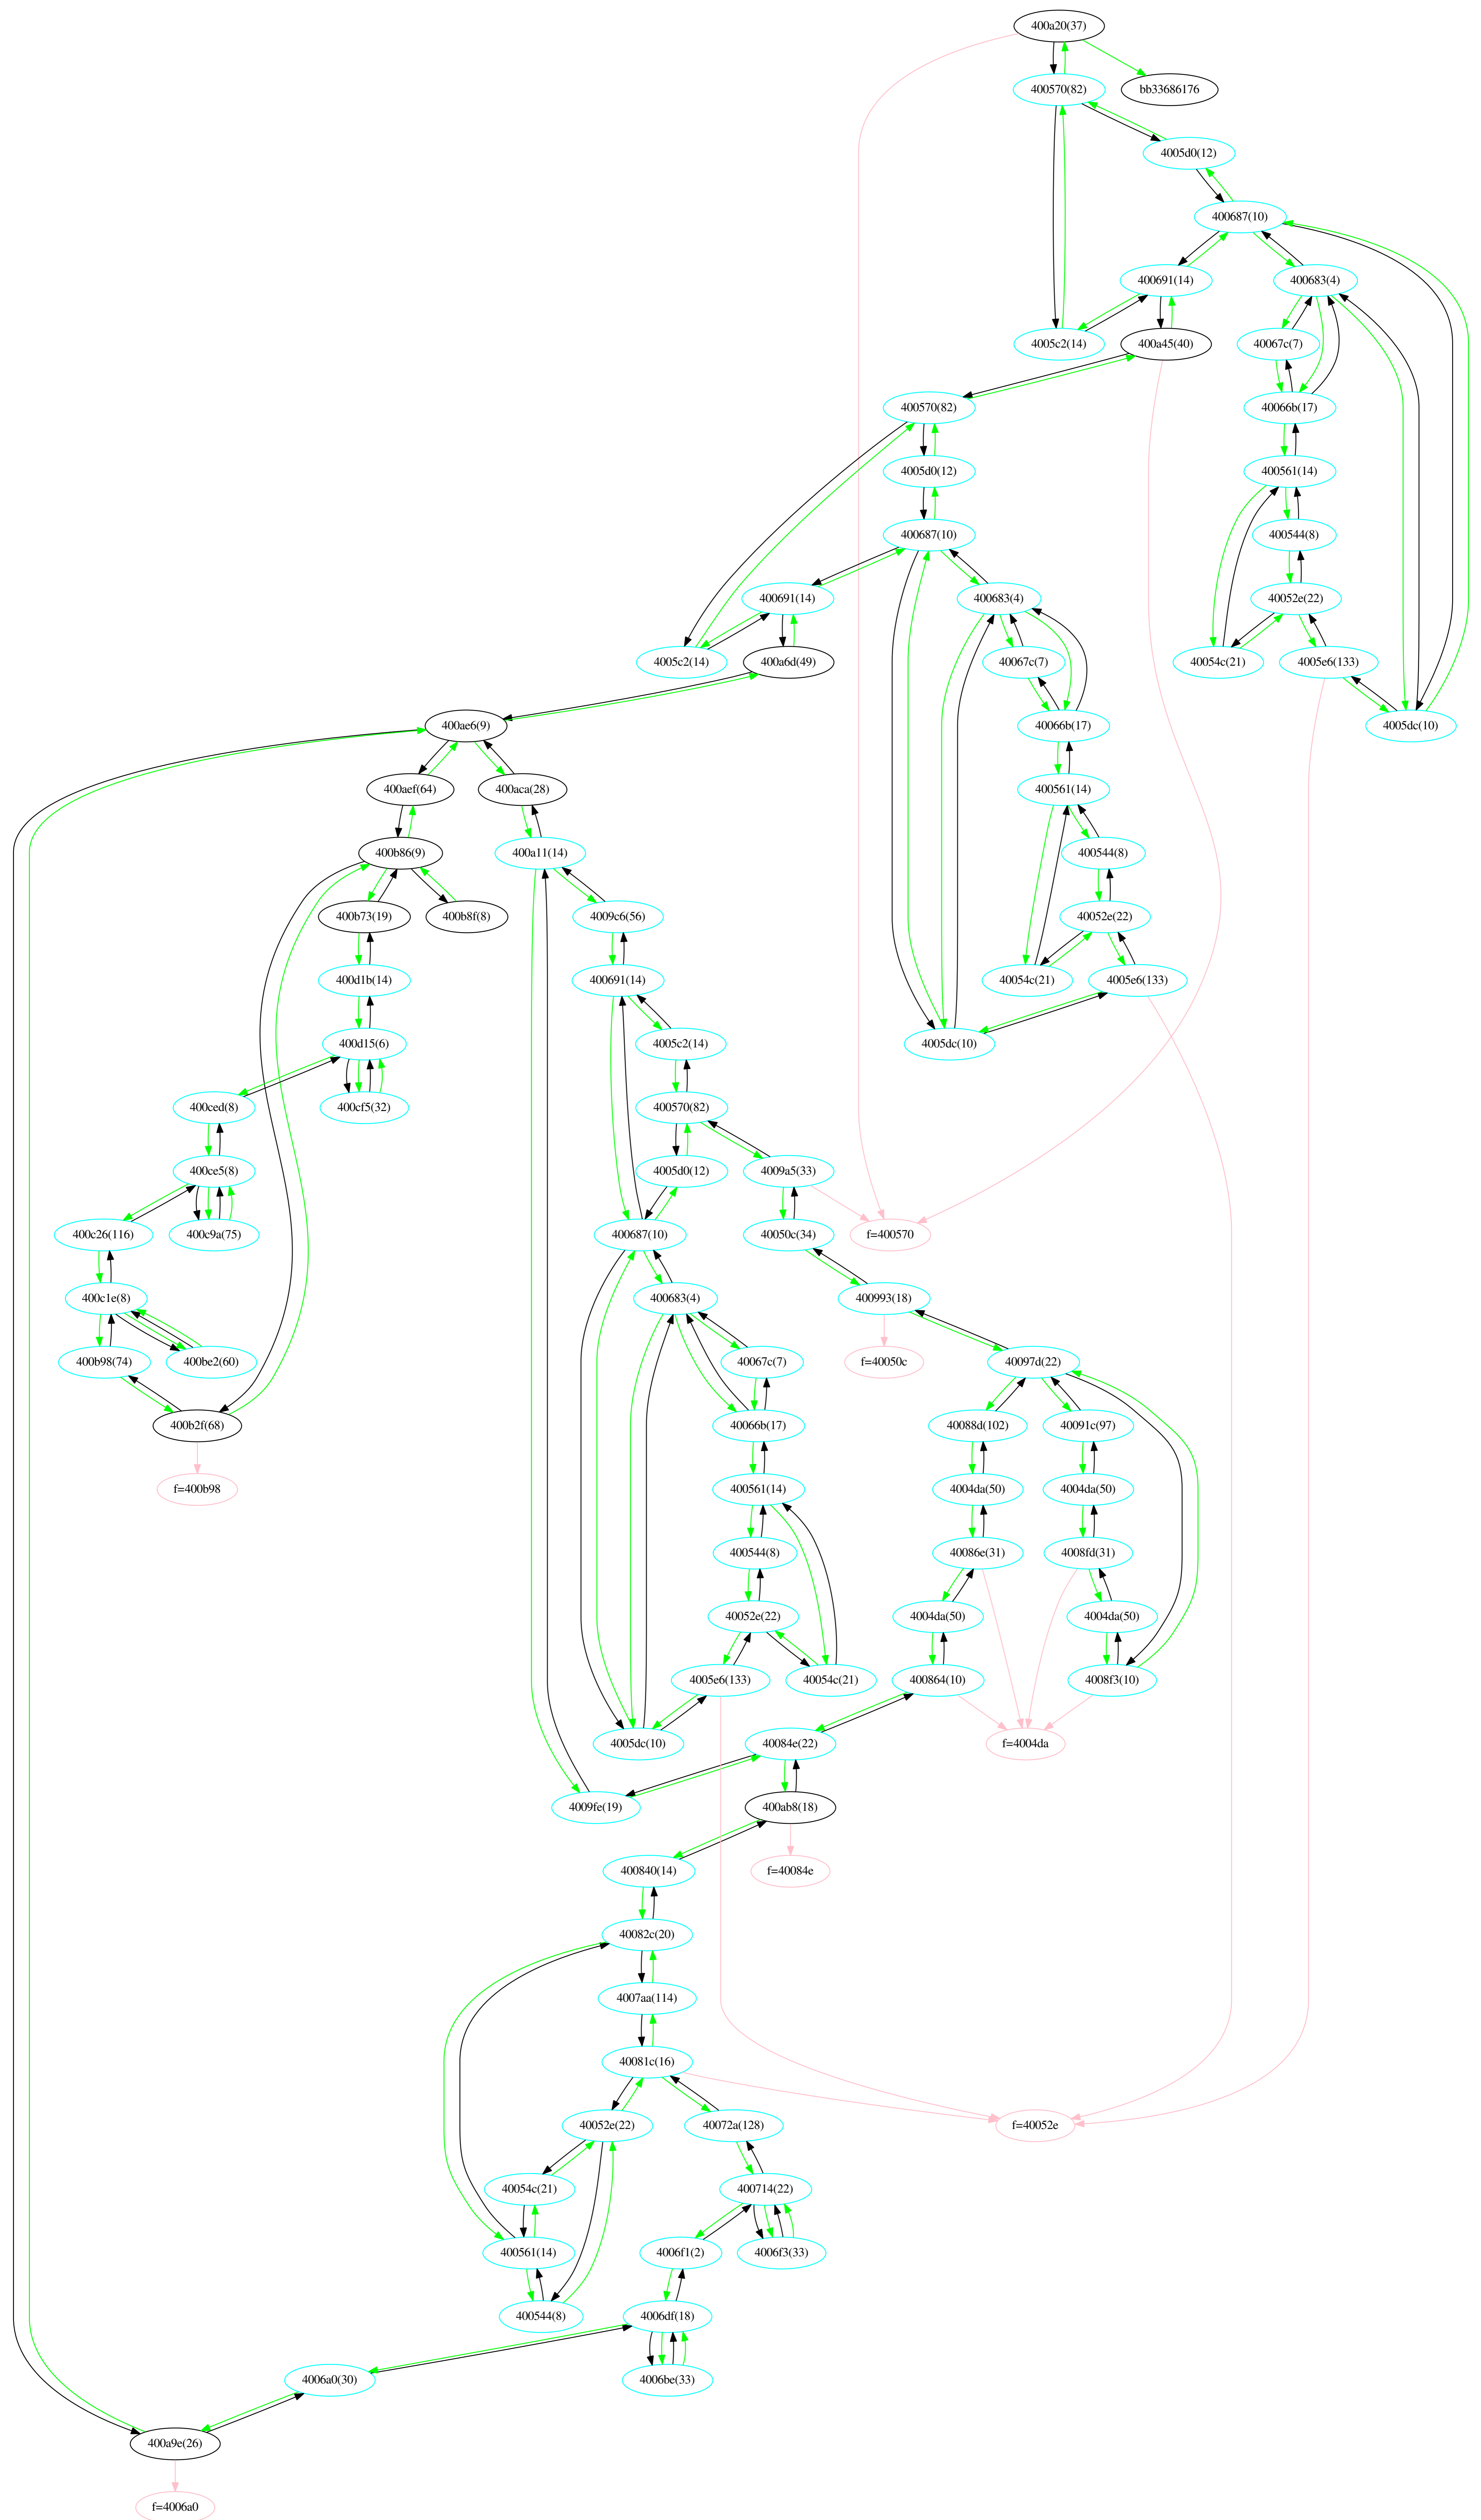 400a20(37)
400570(82)
bb33686176
4005d0(12)
400687(10)
400691(14)
400683(4)
4005c2(14)
400a45(40)
40067c(7)
400570(82)
40066b(17)
4005d0(12)
400561(14)
400687(10)
400544(8)
400691(14)
400683(4)
40052e(22)
4005c2(14)
400a6d(49)
40067c(7)
40054c(21)
4005e6(133)
400ae6(9)
40066b(17)
4005dc(10)
400aef(64)
400aca(28)
400561(14)
400b86(9)
400a11(14)
400544(8)
400b73(19)
400b8f(8)
4009c6(56)
40052e(22)
400d1b(14)
400691(14)
40054c(21)
4005e6(133)
400d15(6)
4005c2(14)
4005dc(10)
400ced(8)
400cf5(32)
400570(82)
400ce5(8)
4005d0(12)
4009a5(33)
400c26(116)
400c9a(75)
400687(10)
40050c(34)
f=400570
400c1e(8)
400683(4)
400993(18)
400b98(74)
400be2(60)
40067c(7)
f=40050c
40097d(22)
400b2f(68)
40066b(17)
40088d(102)
40091c(97)
f=400b98
400561(14)
4004da(50)
4004da(50)
400544(8)
40086e(31)
4008fd(31)
40052e(22)
4004da(50)
4004da(50)
4005e6(133)
40054c(21)
400864(10)
4008f3(10)
4005dc(10)
40084e(22)
f=4004da
4009fe(19)
400ab8(18)
400840(14)
f=40084e
40082c(20)
4007aa(114)
40081c(16)
40052e(22)
40072a(128)
f=40052e
40054c(21)
400714(22)
400561(14)
4006f1(2)
4006f3(33)
400544(8)
4006df(18)
4006a0(30)
4006be(33)
400a9e(26)
f=4006a0